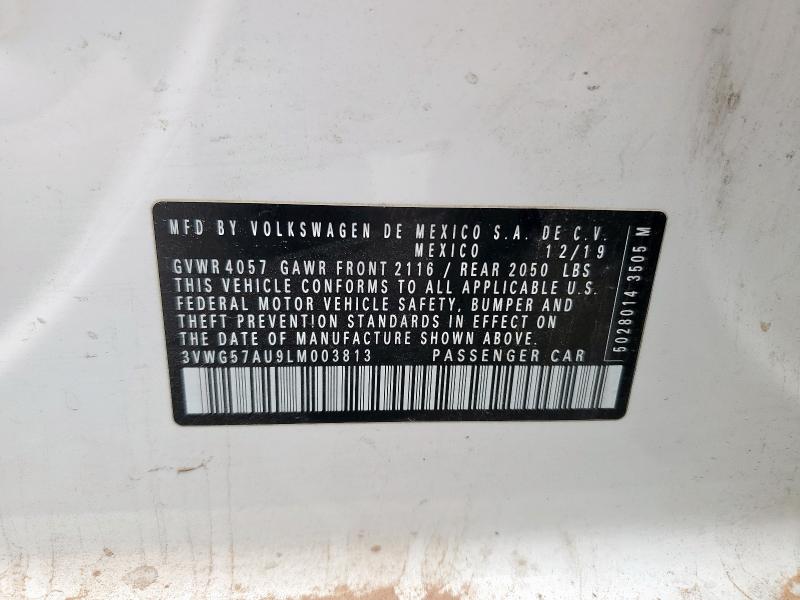 MFD BY VOLKSWAGEN DE MEXICO S.A. DE C.V.
MEXICO 12/19
GVWR 4057 GAWR FRONT 2116 / REAR 2050 LBS
THIS VEHICLE CONFORMS TO ALL APPLICABLE U.S.
FEDERAL MOTOR VEHICLE SAFETY, BUMPER AND
THEFT PREVENTION STANDARDS IN EFFECT ON
THE DATE OF MANUFACTURE SHOWN ABOVE.
3VWG57AU9LM003813 PASSENGER CAR
5028014 3505 M